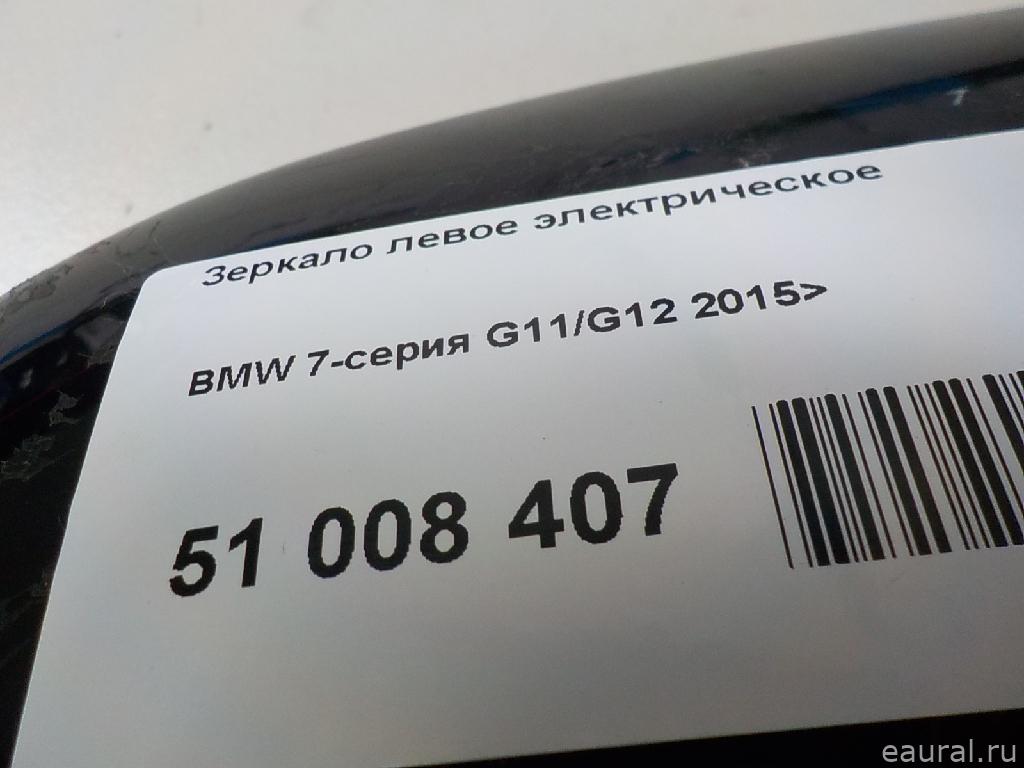 Зеркало левое электрическое
BMW 7-серия G11/G12 2015>
51 008 407
eaural.ru